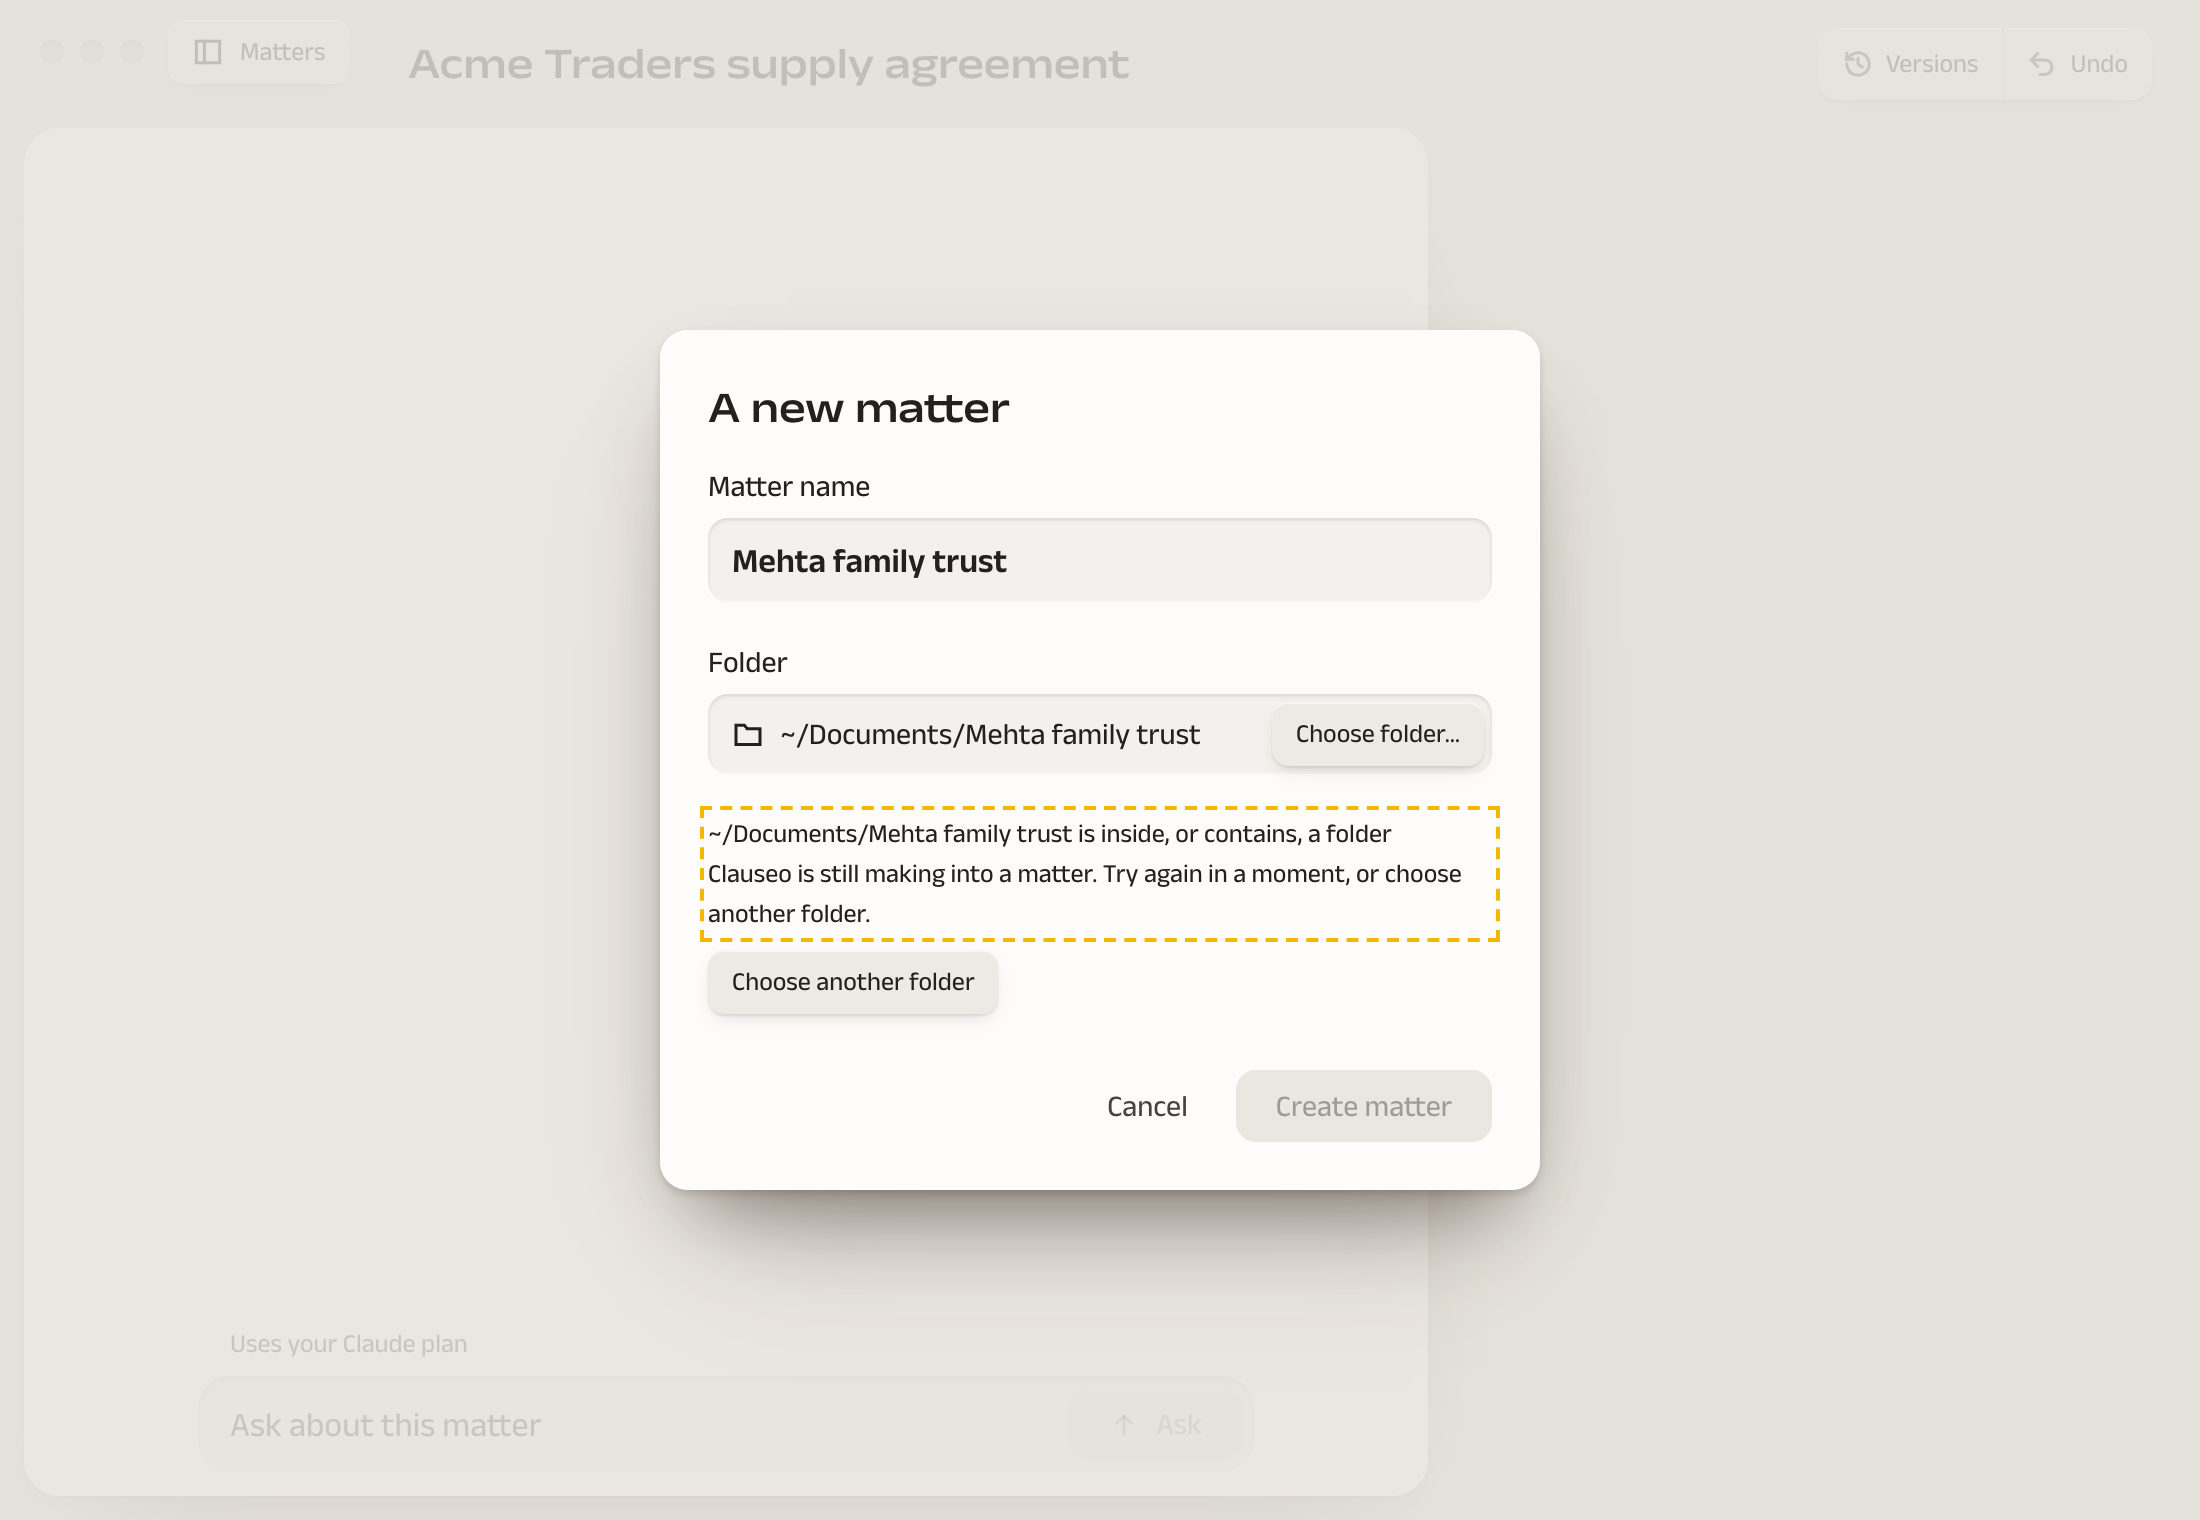 Matters
Acme Traders supply agreement
Versions
Undo
A new matter
Matter name
Mehta family trust
Folder
~/Documents/Mehta family trust
Choose folder...
~/Documents/Mehta family trust is inside, or contains, a folder
Clauseo is still making into a matter. Try again in a moment, or choose
another folder.
Choose another folder
Cancel
Create matter
Uses your Claude plan
Ask about this matter
Ask